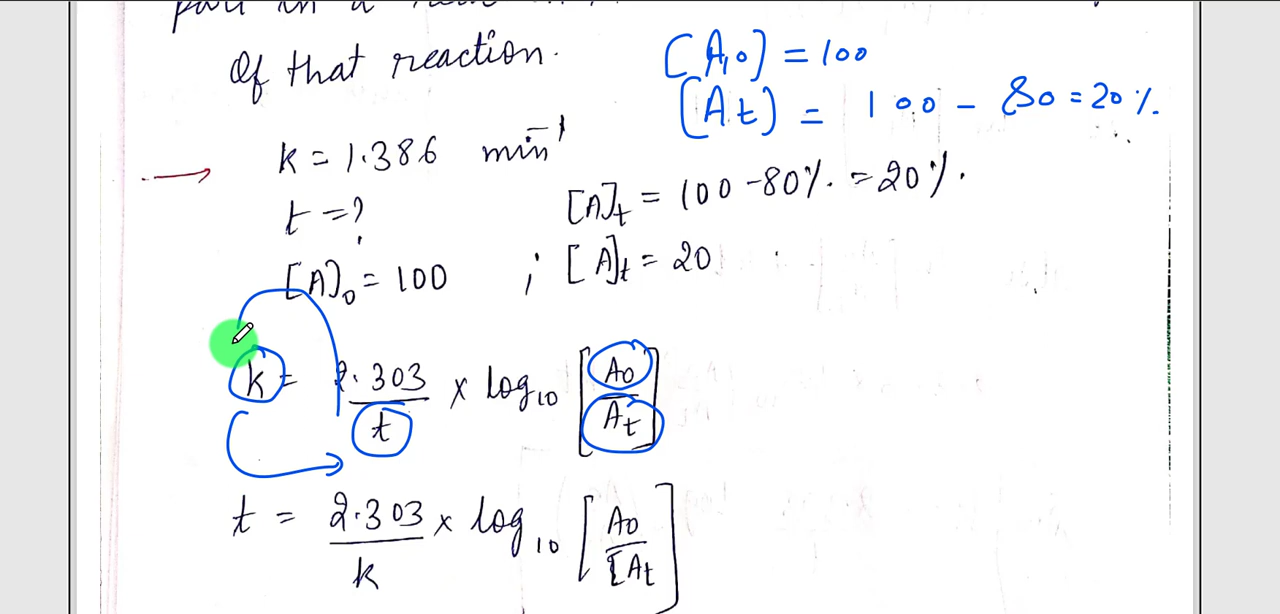 Of that reaction.
[A,o] = 100
[At] = 100 - 80 = 20%.
k = 1.386 min⁻¹
t = ?
[A]t = 100 - 80%. = 20%.
[A]₀ = 100 ; [A]t = 20
k = 2.303/t × log₁₀ [A₀/At]
t = 2.303/k × log₁₀ [A₀/[At]